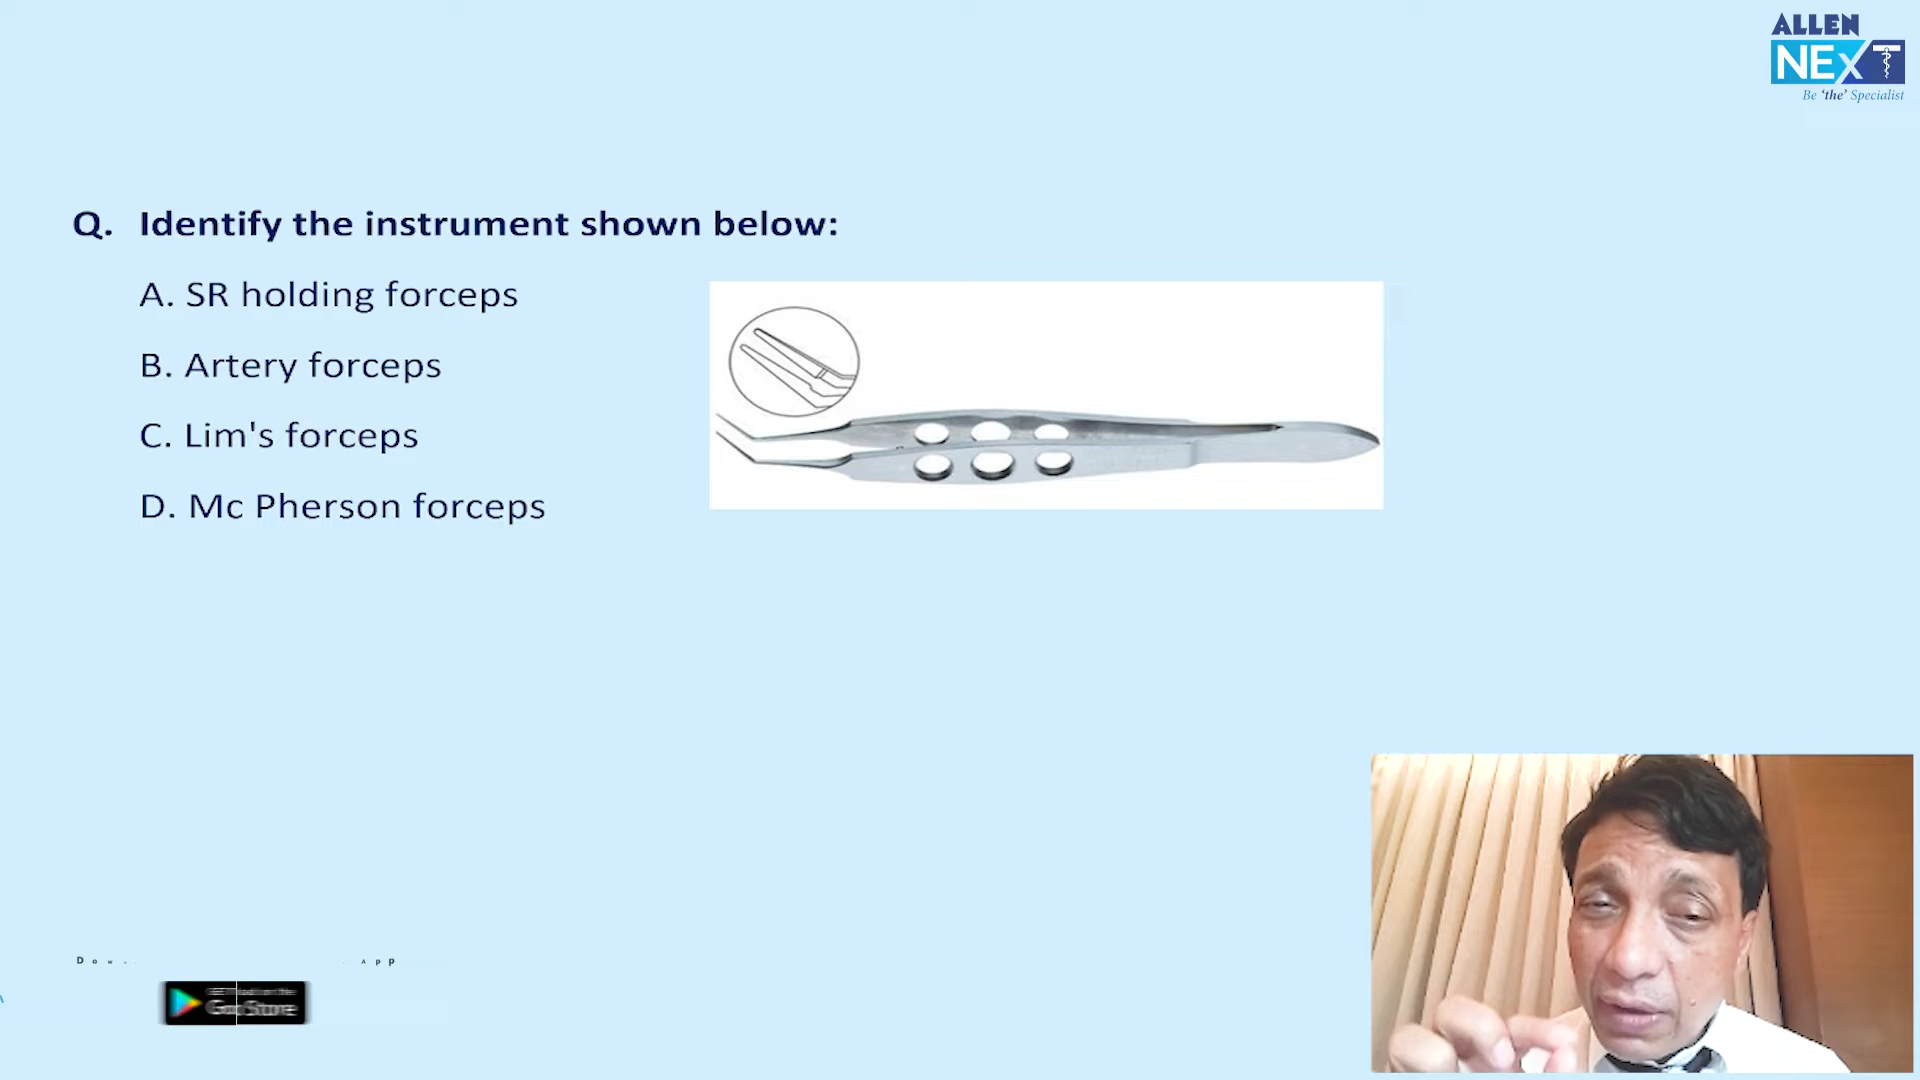 ALLEN
NEXT
Be 'the' Specialist
Q. Identify the instrument shown below:
A. SR holding forceps
B. Artery forceps
C. Lim's forceps
D. Mc Pherson forceps
App